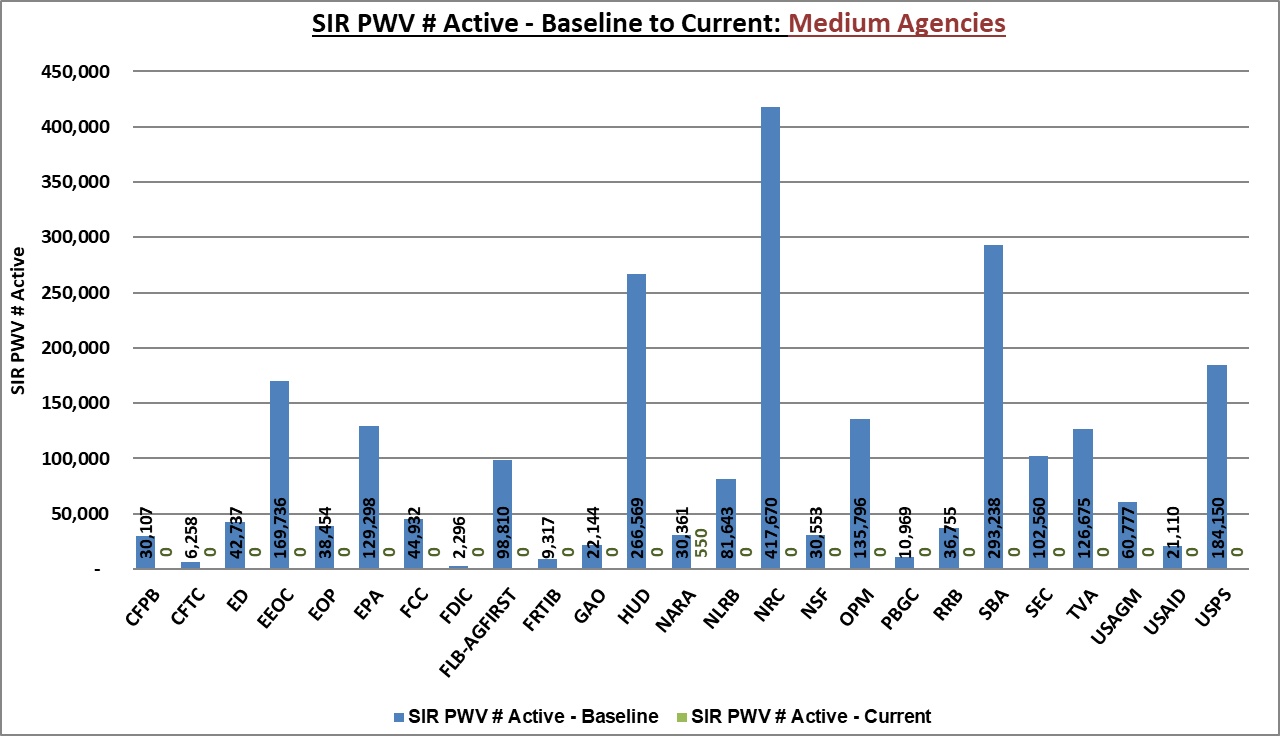 SIR PWV # Active - Baseline to Current: Medium Agencies
SIR PWV # Active
450,000
400,000
350,000
300,000
250,000
200,000
150,000
100,000
50,000
-
30,107
0
6,258
0
42,737
0
169,736
0
38,454
0
129,298
0
44,932
0
2,296
0
98,810
0
9,317
0
22,144
0
266,569
0
30,361
550
81,643
0
417,670
0
30,553
0
135,796
0
10,969
0
36,755
0
293,238
0
102,560
0
126,675
0
60,777
0
21,110
0
184,150
0
CFPB
CFTC
ED
EEOC
EOP
EPA
FCC
FDIC
FLB-AGFIRST
FRTIB
GAO
HUD
NARA
NLRB
NRC
NSF
OPM
PBGC
RRB
SBA
SEC
TVA
USAGM
USAID
USPS
SIR PWV # Active - Baseline
SIR PWV # Active - Current